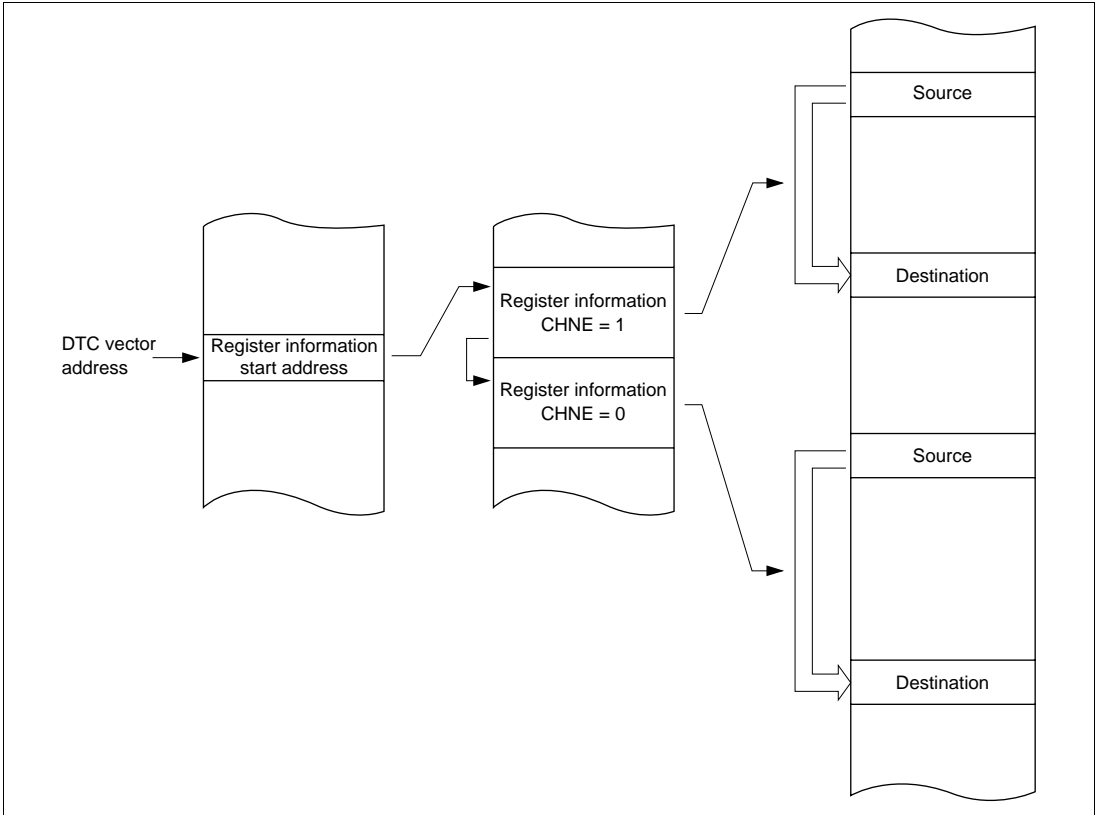 DTC vector
address
Register information
start address
Register information
CHNE = 1
Register information
CHNE = 0
Source
Destination
Source
Destination